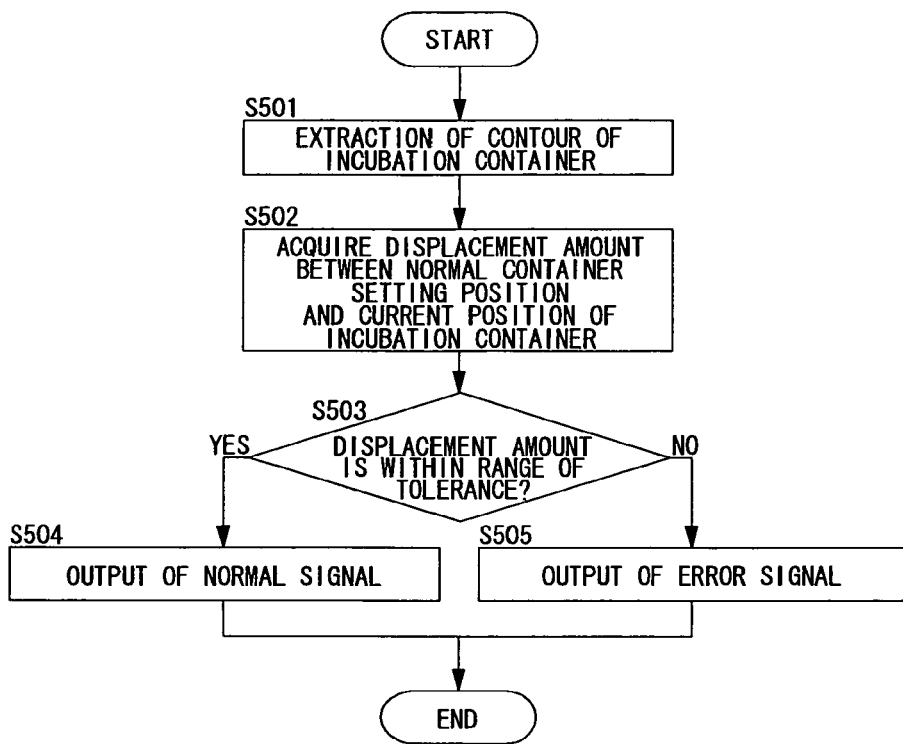 START
S501
EXTRACTION OF CONTOUR OF
INCUBATION CONTAINER
S502
ACQUIRE DISPLACEMENT AMOUNT
BETWEEN NORMAL CONTAINER
SETTING POSITION
AND CURRENT POSITION OF
INCUBATION CONTAINER
S503
YES
NO
DISPLACEMENT AMOUNT
IS WITHIN RANGE OF
TOLERANCE?
S504
OUTPUT OF NORMAL SIGNAL
S505
OUTPUT OF ERROR SIGNAL
END